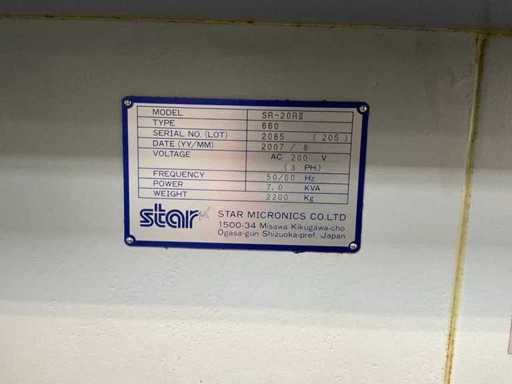 MODEL SR-20RⅡ
TYPE 660
SERIAL NO. (LOT) 2085 (205)
DATE (YY/MM) 2007 / 8
VOLTAGE AC 200 V
(3 PH.)
FREQUENCY 50/60 Hz
POWER 7.0 KVA
WEIGHT 2200 Kg
star STAR MICRONICS CO.LTD
1500-34 Misawa Kikugawa-cho
Ogasa-gun Shizuoka-pref. Japan